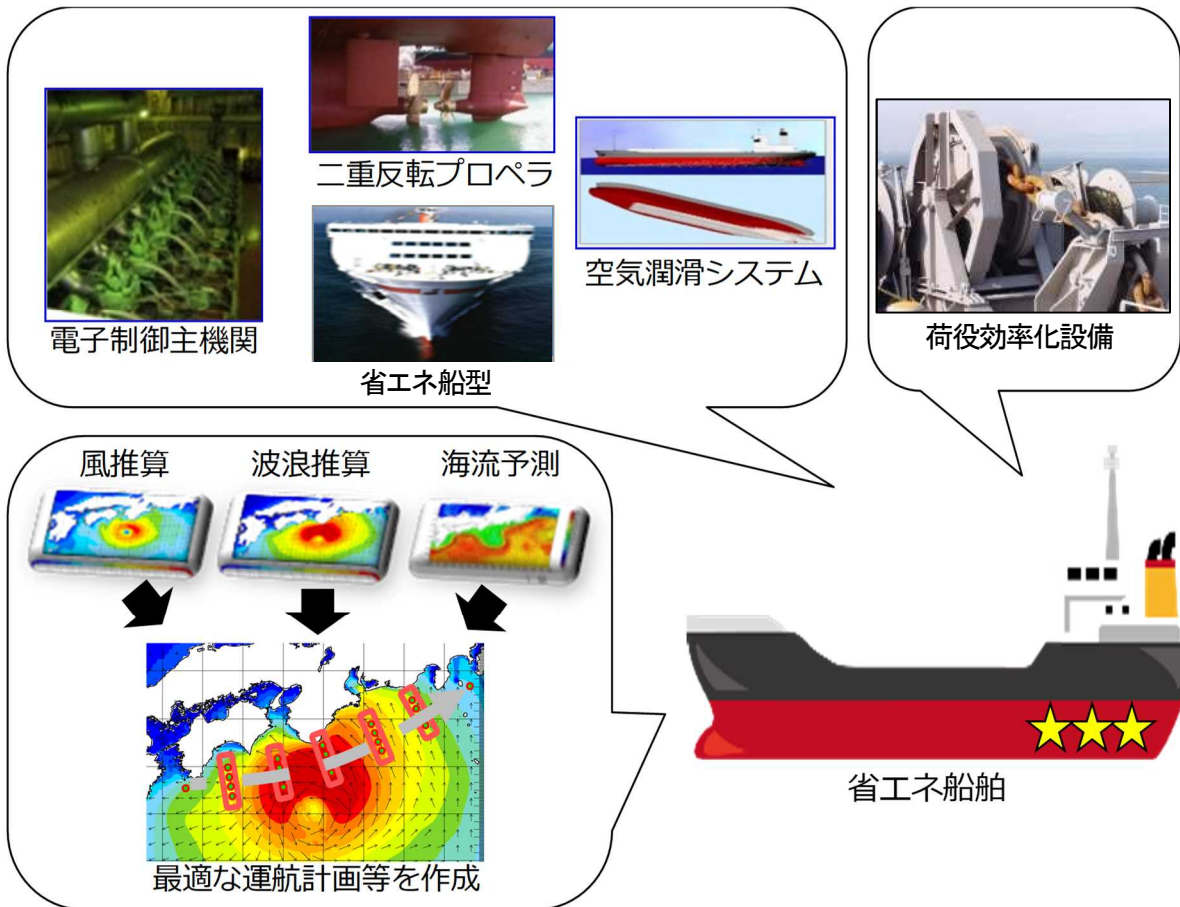 二重反転プロペラ
空気潤滑システム
電子制御主機関
省エネ船型
荷役効率化設備
風推算
波浪推算
海流予測
最適な運航計画等を作成
省エネ船舶